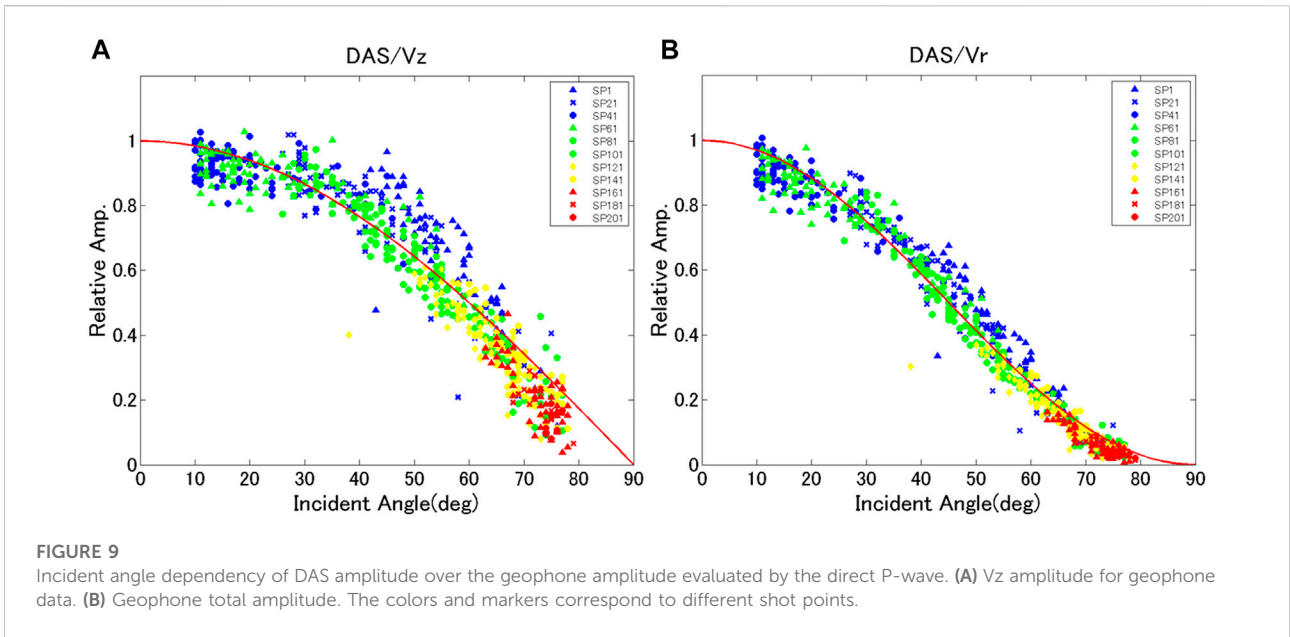 A
DAS/Vz
Relative Amp.
1
0.8
0.6
0.4
0.2
0
0 10 20 30 40 50 60 70 80 90
Incident Angle(deg)
SP1
SP21
SP41
SP61
SP81
SP101
SP121
SP141
SP161
SP181
SP201
B
DAS/Vr
Relative Amp.
1
0.8
0.6
0.4
0.2
0
0 10 20 30 40 50 60 70 80 90
Incident Angle(deg)
SP1
SP21
SP41
SP61
SP81
SP101
SP121
SP141
SP161
SP181
SP201
FIGURE 9
Incident angle dependency of DAS amplitude over the geophone amplitude evaluated by the direct P-wave. (A) Vz amplitude for geophone
data. (B) Geophone total amplitude. The colors and markers correspond to different shot points.